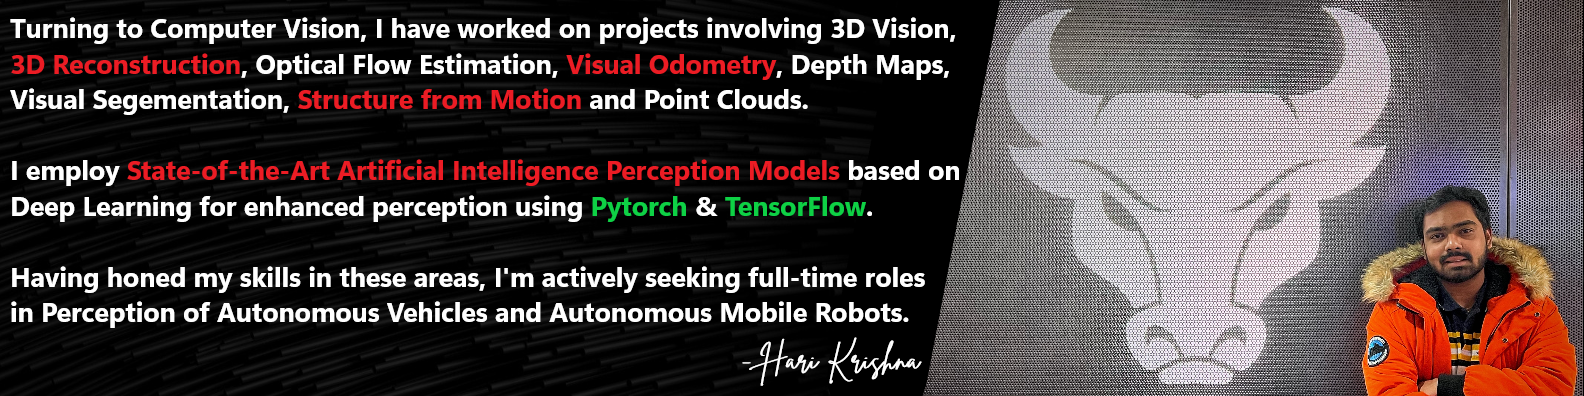 Turning to Computer Vision, I have worked on projects involving 3D Vision,
3D Reconstruction, Optical Flow Estimation, Visual Odometry, Depth Maps,
Visual Segementation, Structure from Motion and Point Clouds.
I employ State-of-the-Art Artificial Intelligence Perception Models based on
Deep Learning for enhanced perception using Pytorch & TensorFlow.
Having honed my skills in these areas, I'm actively seeking full-time roles
in Perception of Autonomous Vehicles and Autonomous Mobile Robots.
-Hari Krishna